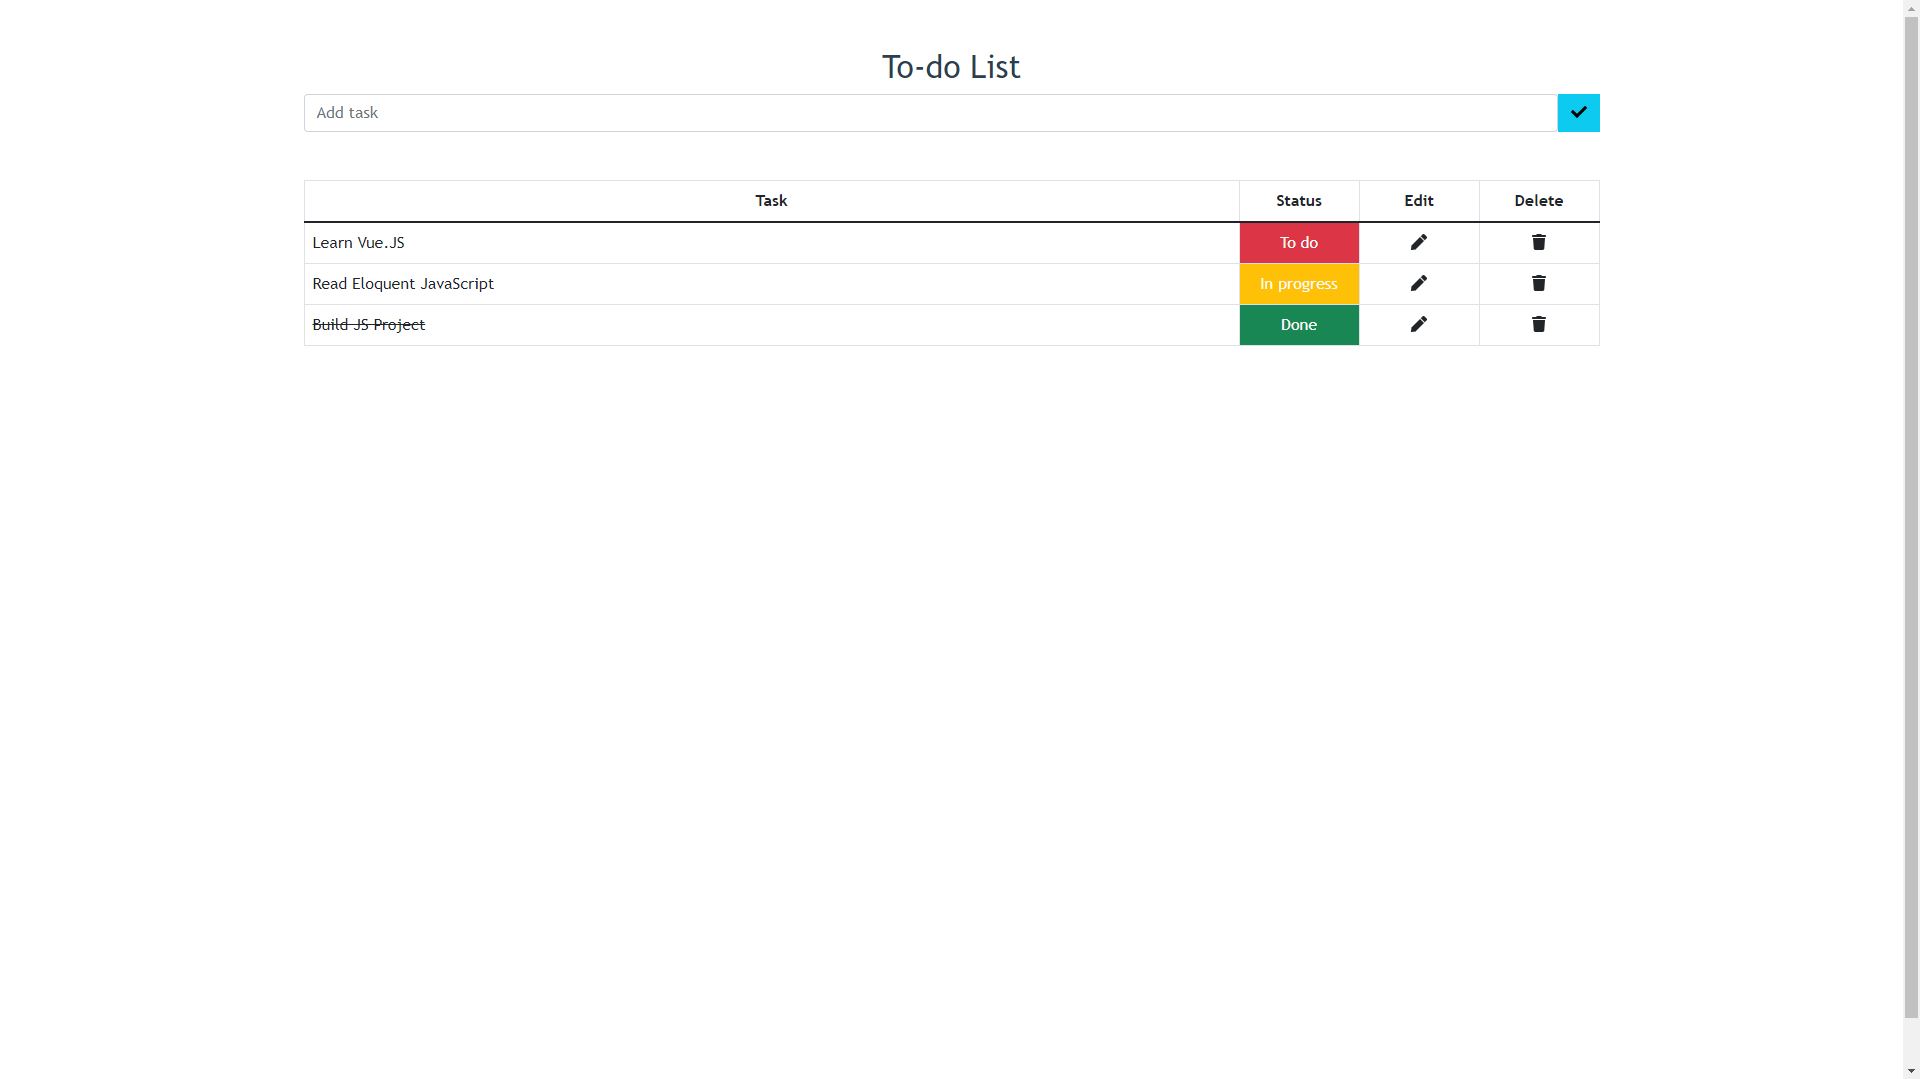 To-do List
Add task
Task Status Edit Delete
Learn Vue.JS To do
Read Eloquent JavaScript In progress
Build JS Project Done